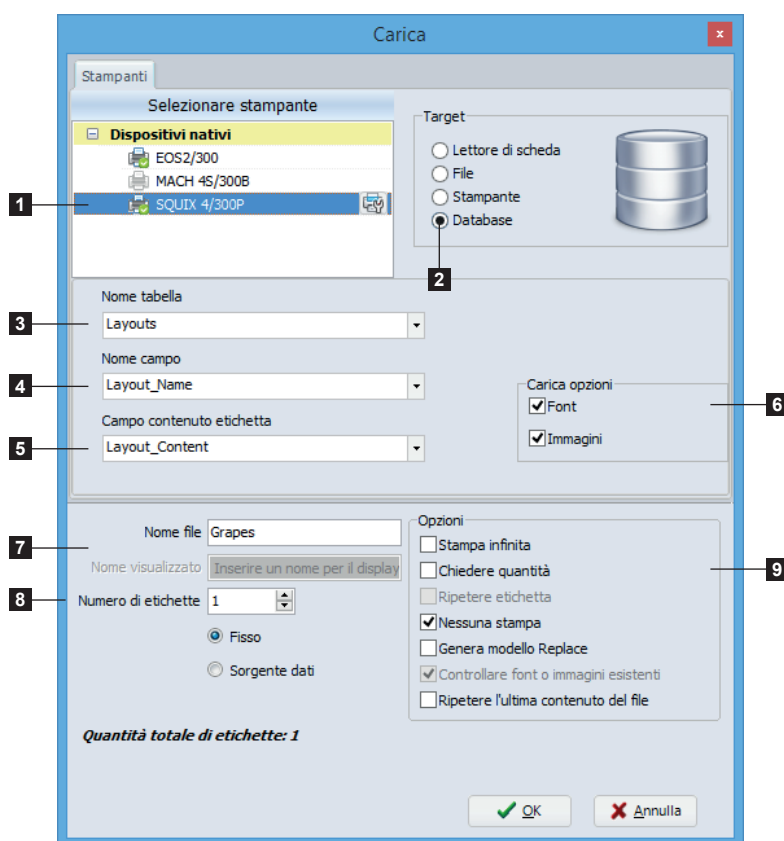 Carica
x
Stampanti
Selezionare stampante
Dispositivi nativi
EOS2/300
MACH 4S/300B
1
SQUIX 4/300P
Target
Lettore di scheda
File
Stampante
Database
2
Nome tabella
3
Layouts
Nome campo
4
Layout_Name
Campo contenuto etichetta
5
Layout_Content
Carica opzioni
Font
6
Immagini
Nome file
Grapes
7
Nome visualizzato
Inserire un nome per il display
8
Numero di etichette
1
Fisso
Sorgente dati
Opzioni
Stampa infinita
Chiedere quantità
9
Ripetere etichetta
Nessuna stampa
Genera modello Replace
Controllare font o immagini esistenti
Ripetere l'ultima contenuto del file
Quantità totale di etichette: 1
OK
Annulla